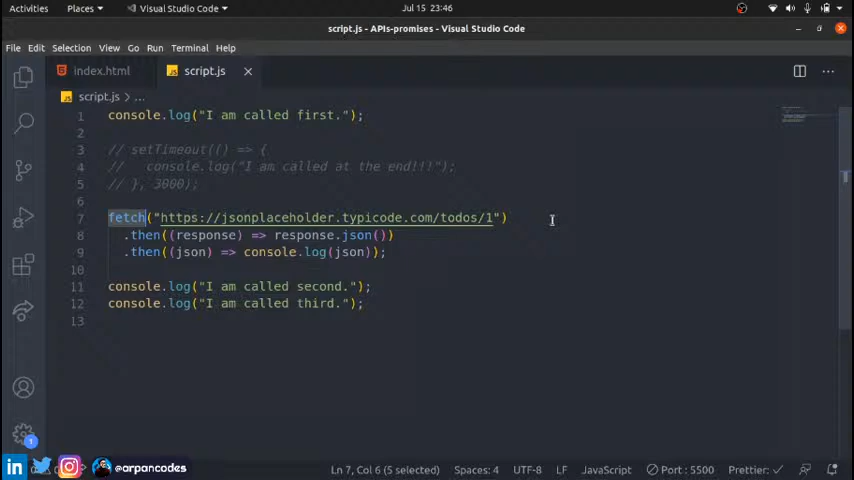 Activities Places Visual Studio Code Jul 15 23:46
script.js - APIs-promises - Visual Studio Code
File Edit Selection View Go Run Terminal Help
index.html script.js
script.js > ...
1 console.log("I am called first.");
2
3 // setTimeout(() => {
4 //   console.log("I am called at the end!!!");
5 // }, 3000);
6
7 fetch("https://jsonplaceholder.typicode.com/todos/1")
8   .then((response) => response.json())
9   .then((json) => console.log(json));
10
11 console.log("I am called second.");
12 console.log("I am called third.");
13
1
in @arpancodes Ln 7, Col 6 (5 selected) Spaces: 4 UTF-8 LF JavaScript Port : 5500 Prettier: ✓